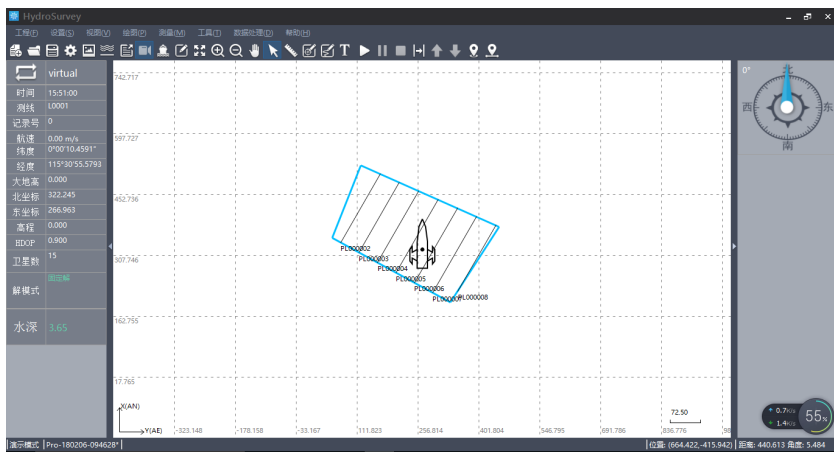 HydroSurvey
工程(F) 设置(S) 视图(V) 绘图(P) 测量(M) 工具(T) 数据处理(D) 帮助(H)
virtual
时间 15:51:00
测线 L0001
记录号 0
航速 0.00 m/s
纬度 0°00'10.4591"
经度 115°30'55.5793
大地高 0.000
北坐标 322.245
东坐标 266.963
高程 0.000
HDOP 0.900
卫星数 15
解模式 固定解
水深 3.65
742.717
597.727
452.736
307.746
162.755
17.765
PL000002
PL000003
PL000004
PL000005
PL000006
PL000007
PL000008
X(AN)
Y(AE)
-323.148 -178.158 -33.167 111.823 256.814 401.804 546.795 691.786 836.776 98
72.50
0°
北
西 东
南
0.7K/s
1.4K/s
55%
演示模式 Pro-180206-094628* 位置: (664.422,-415.942) 距离: 440.613 角度: 5.484